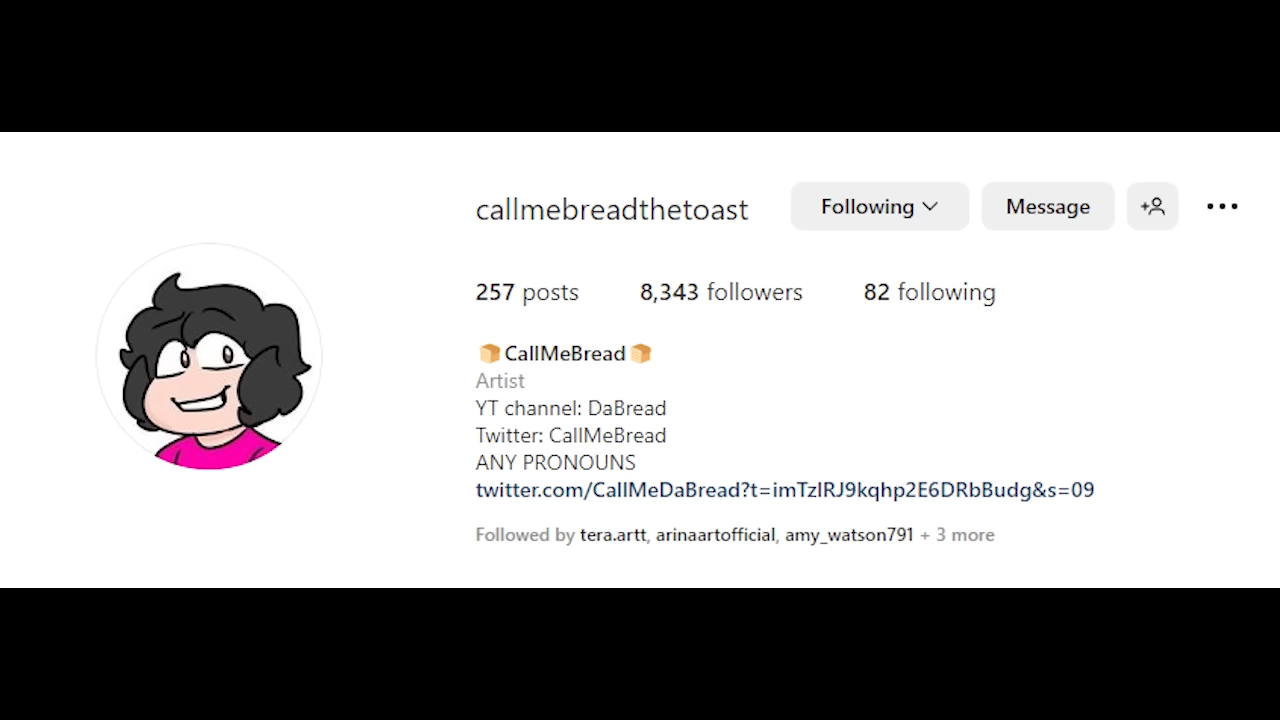 callmebreadthetoast Following Message
257 posts 8,343 followers 82 following
🍞CallMeBread🍞
Artist
YT channel: DaBread
Twitter: CallMeBread
ANY PRONOUNS
twitter.com/CallMeDaBread?t=imTzlRJ9kqhp2E6DRbBudg&s=09
Followed by tera.artt, arinaartofficial, amy_watson791 + 3 more